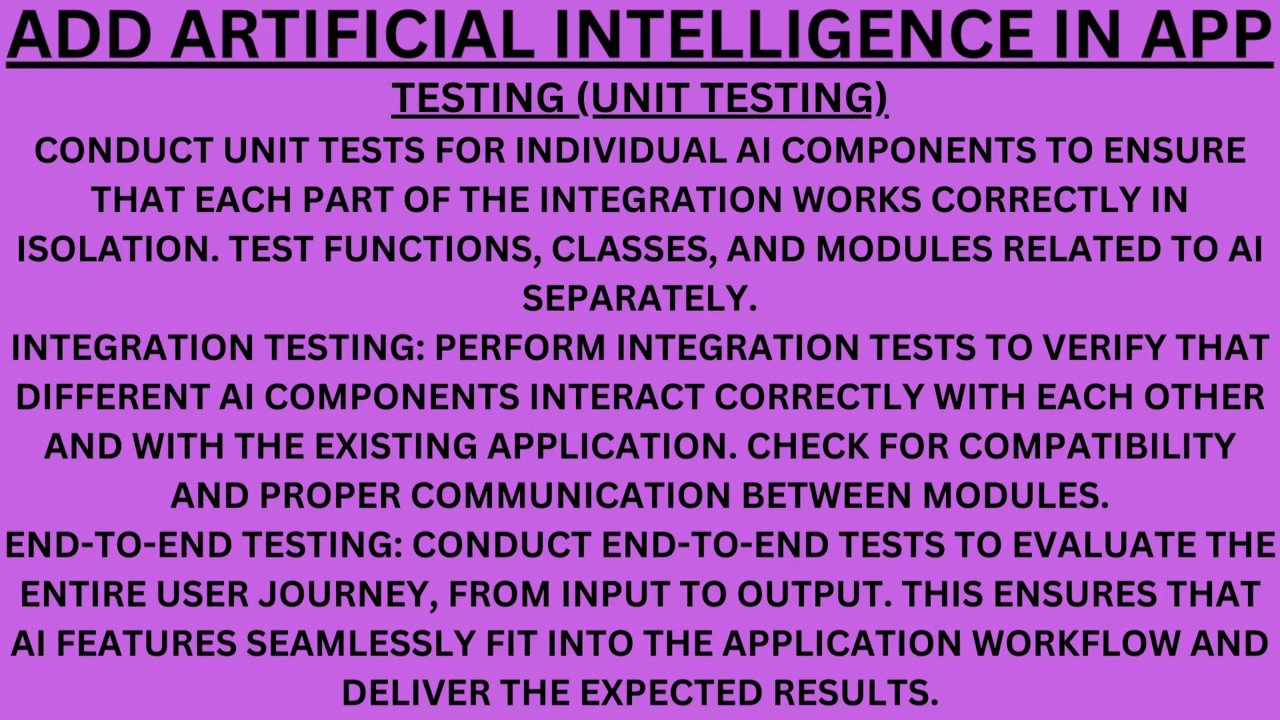 ADD ARTIFICIAL INTELLIGENCE IN APP
TESTING (UNIT TESTING)
CONDUCT UNIT TESTS FOR INDIVIDUAL AI COMPONENTS TO ENSURE
THAT EACH PART OF THE INTEGRATION WORKS CORRECTLY IN
ISOLATION. TEST FUNCTIONS, CLASSES, AND MODULES RELATED TO AI
SEPARATELY.
INTEGRATION TESTING: PERFORM INTEGRATION TESTS TO VERIFY THAT
DIFFERENT AI COMPONENTS INTERACT CORRECTLY WITH EACH OTHER
AND WITH THE EXISTING APPLICATION. CHECK FOR COMPATIBILITY
AND PROPER COMMUNICATION BETWEEN MODULES.
END-TO-END TESTING: CONDUCT END-TO-END TESTS TO EVALUATE THE
ENTIRE USER JOURNEY, FROM INPUT TO OUTPUT. THIS ENSURES THAT
AI FEATURES SEAMLESSLY FIT INTO THE APPLICATION WORKFLOW AND
DELIVER THE EXPECTED RESULTS.